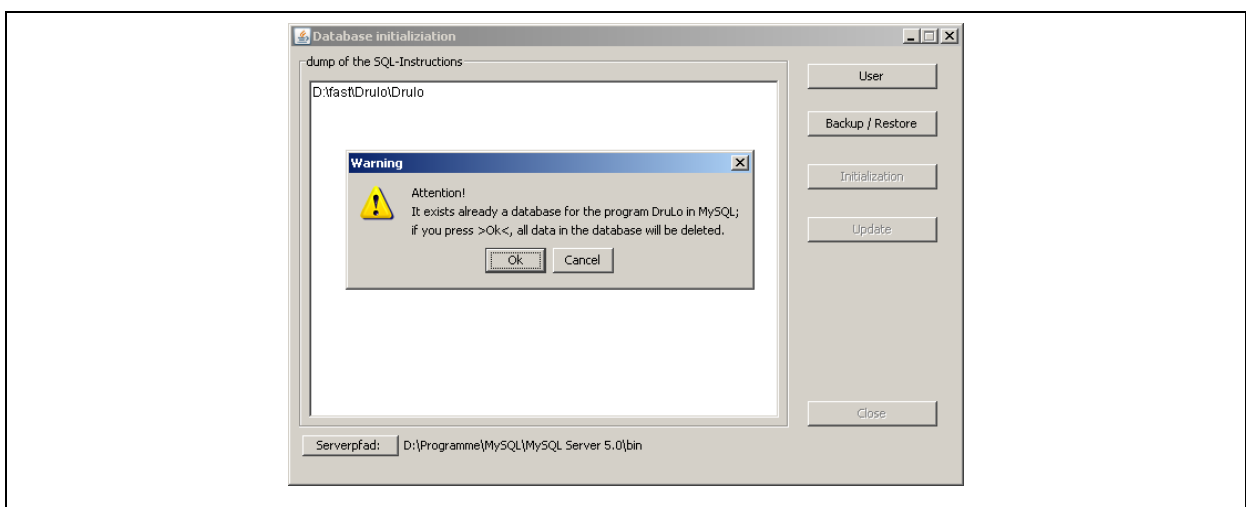 Database initializiation
dump of the SQL-Instructions
User
D:\fast\Drulo\Drulo
Backup / Restore
Warning
Initialization
Attention!
It exists already a database for the program DruLo in MySQL;
if you press >Ok<, all data in the database will be deleted.
Update
Ok
Cancel
Close
Serverpfad:
D:\Programme\MySQL\MySQL Server 5.0\bin